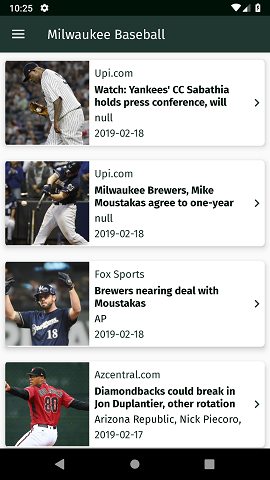 10:25
Milwaukee Baseball
Upi.com
Watch: Yankees' CC Sabathia
holds press conference, will
null
2019-02-18
Upi.com
Milwaukee Brewers, Mike
Moustakas agree to one-year
null
2019-02-18
Fox Sports
Brewers nearing deal with
Moustakas
AP
2019-02-18
18
Azcentral.com
Diamondbacks could break in
Jon Duplantier, other rotation
Arizona Republic, Nick Piecoro,
2019-02-17
80